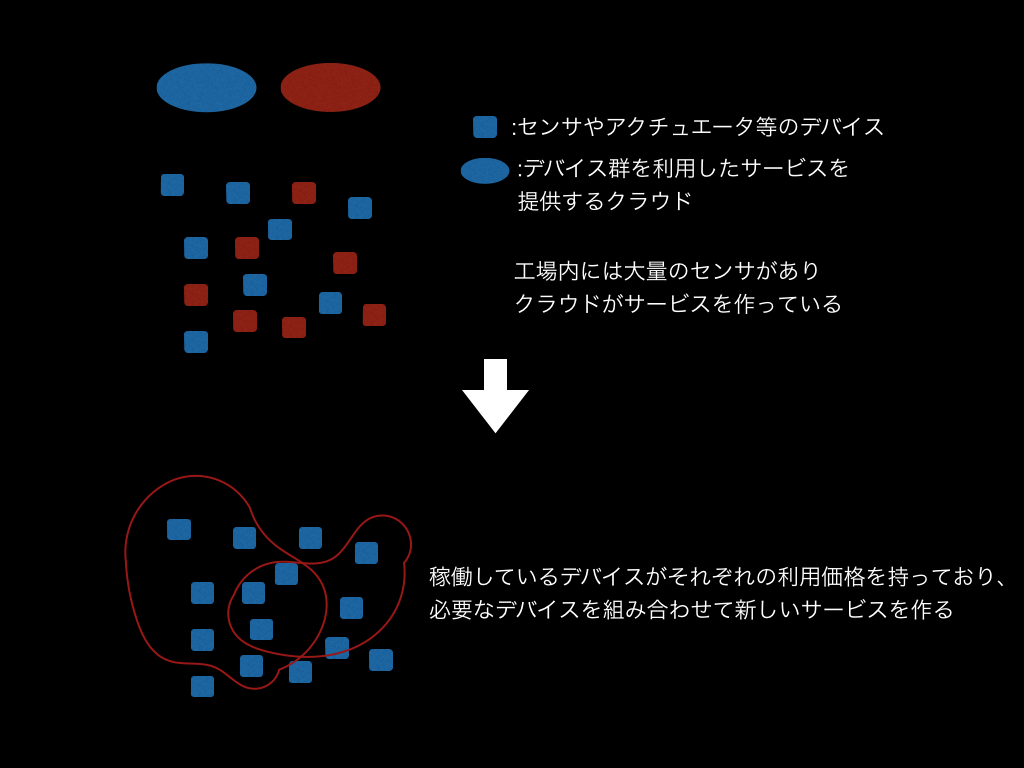 :センサやアクチュエータ等のデバイス
:デバイス群を利用したサービスを
提供するクラウド
工場内には大量のセンサがあり
クラウドがサービスを作っている
稼働しているデバイスがそれぞれの利用価格を持っており、
必要なデバイスを組み合わせて新しいサービスを作る